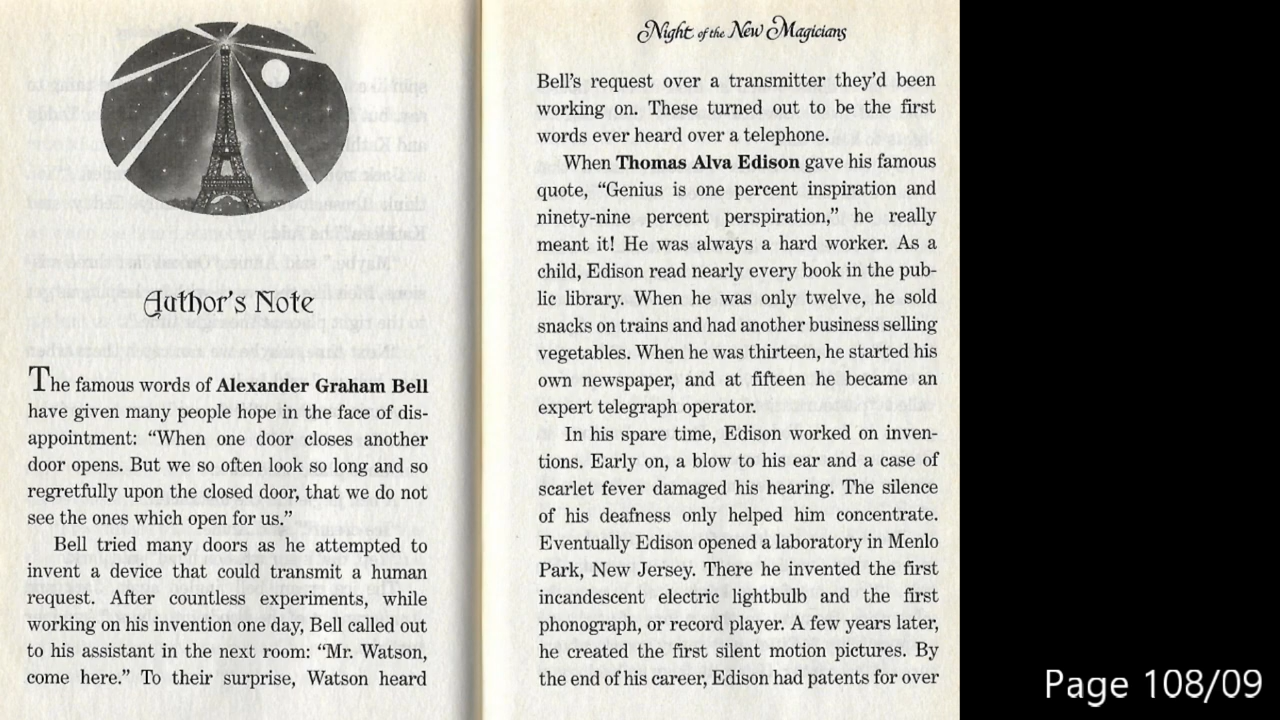 Author's Note
The famous words of Alexander Graham Bell
have given many people hope in the face of dis-
appointment: “When one door closes another
door opens. But we so often look so long and so
regretfully upon the closed door, that we do not
see the ones which open for us.”
Bell tried many doors as he attempted to
invent a device that could transmit a human
request. After countless experiments, while
working on his invention one day, Bell called out
to his assistant in the next room: “Mr. Watson,
come here.” To their surprise, Watson heard
Night of the New Magicians
Bell's request over a transmitter they'd been
working on. These turned out to be the first
words ever heard over a telephone.
When Thomas Alva Edison gave his famous
quote, “Genius is one percent inspiration and
ninety-nine percent perspiration,” he really
meant it! He was always a hard worker. As a
child, Edison read nearly every book in the pub-
lic library. When he was only twelve, he sold
snacks on trains and had another business selling
vegetables. When he was thirteen, he started his
own newspaper, and at fifteen he became an
expert telegraph operator.
In his spare time, Edison worked on inven-
tions. Early on, a blow to his ear and a case of
scarlet fever damaged his hearing. The silence
of his deafness only helped him concentrate.
Eventually Edison opened a laboratory in Menlo
Park, New Jersey. There he invented the first
incandescent electric lightbulb and the first
phonograph, or record player. A few years later,
he created the first silent motion pictures. By
the end of his career, Edison had patents for over
Page 108/09